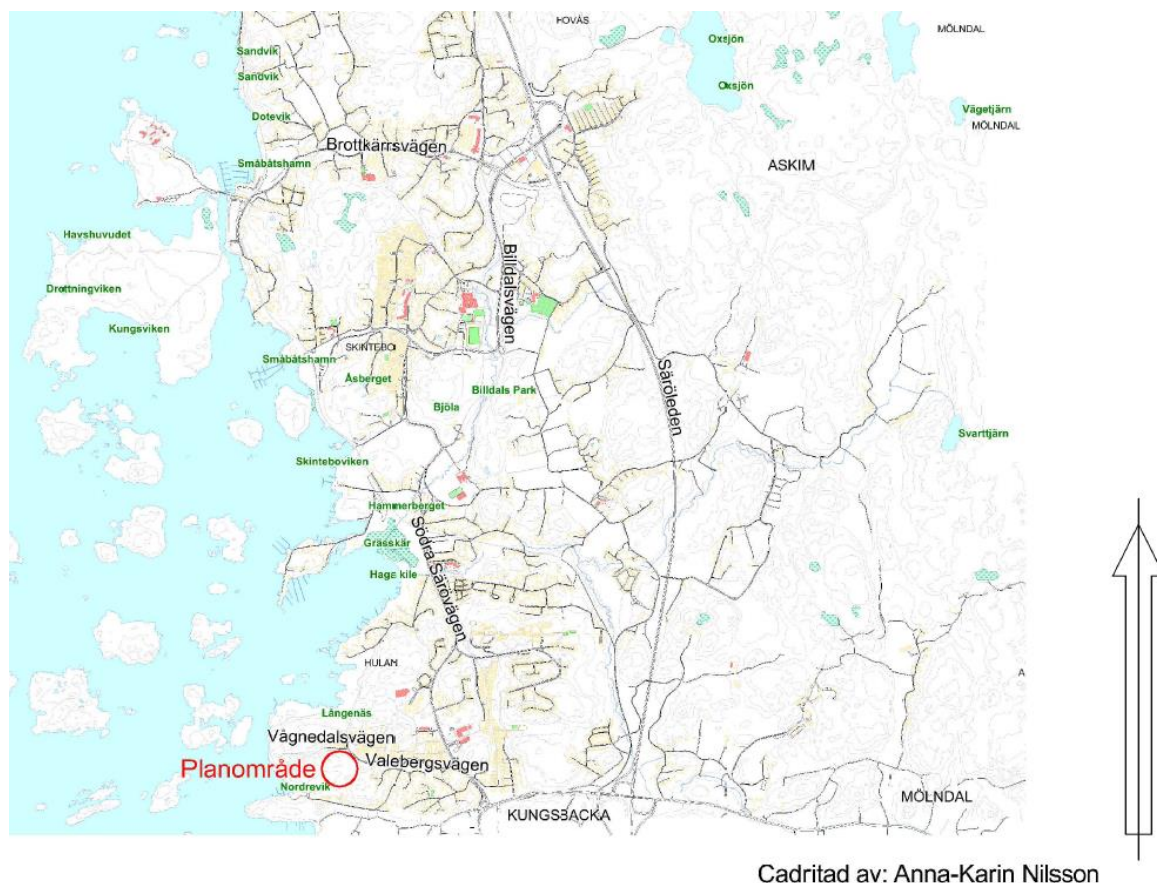 HOVÅS
MÖLNDAL
Oxsjön
Sandvik
Sandvik
Oxsjön
Vägetjärn
MÖLNDAL
Dotevik
Brottkärrsvägen
Småbåtshamn
ASKIM
Havshuvudet
Billdalsvägen
Drottningviken
Kungsviken
SKINTEBO
Småbåtshamn
Åsberget
Billdals Park
Säröleden
Bjöla
Svarttjärn
Skinteboviken
Hammerberget
Södra Särövägen
Grässkär
Haga kile
HULAN
A
Långenäs
Vågnedalsvägen
Valebergsvägen
Planområde
Nordrevik
MÖLNDAL
KUNGSBACKA
Cadritad av: Anna-Karin Nilsson